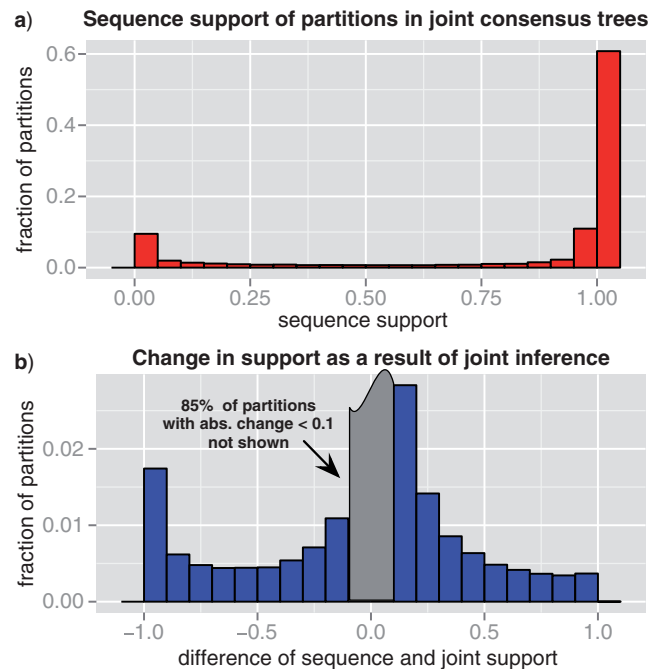 a) Sequence support of partitions in joint consensus trees
0.6
0.4
0.2
0.0
fraction of partitions
0.00 0.25 0.50 0.75 1.00
sequence support
b) Change in support as a result of joint inference
85% of partitions
with abs. change < 0.1
not shown
0.02
0.01
0.00
fraction of partitions
−1.0 −0.5 0.0 0.5 1.0
difference of sequence and joint support